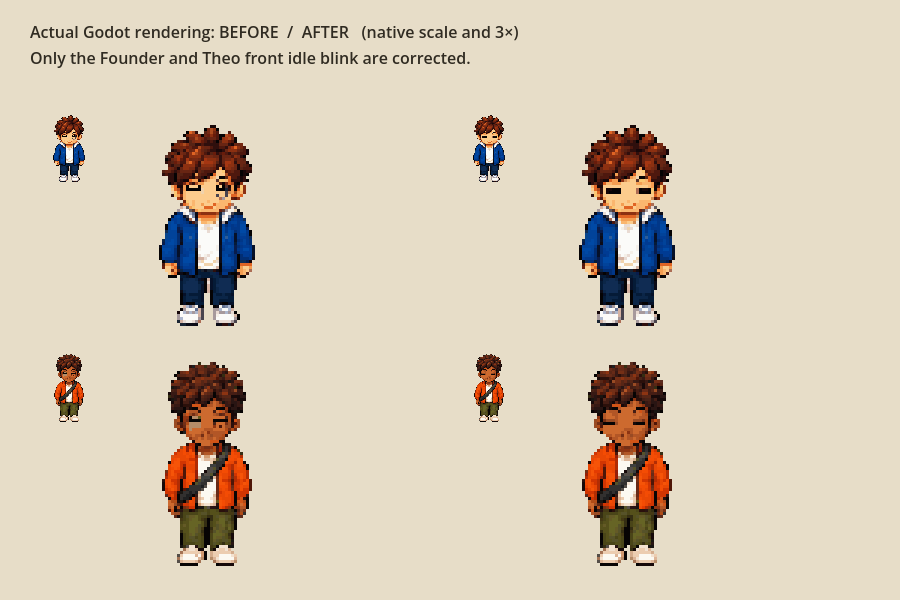 Actual Godot rendering: BEFORE / AFTER (native scale and 3×)
Only the Founder and Theo front idle blink are corrected.